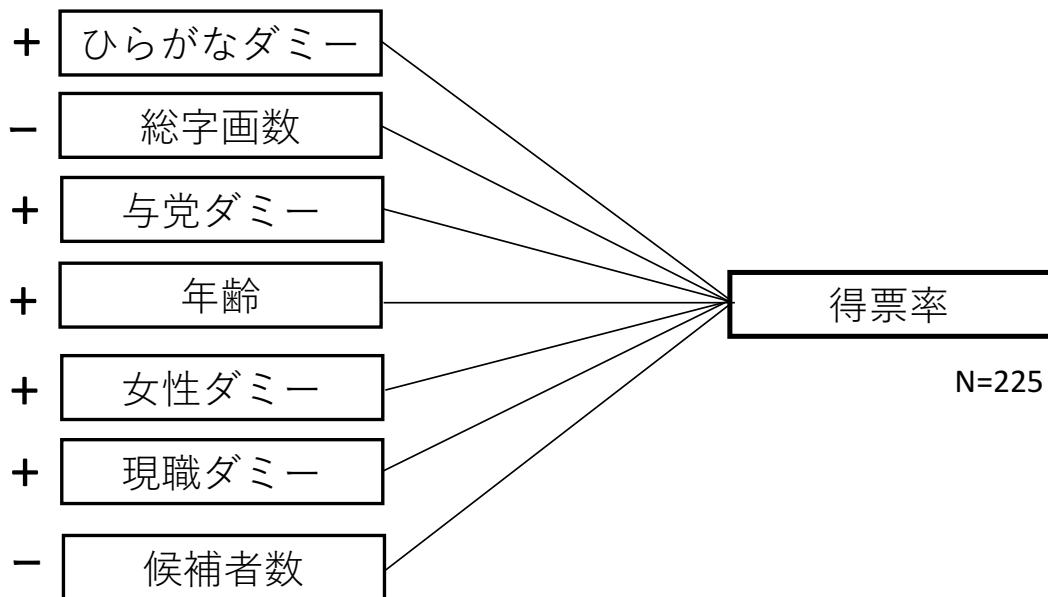 + ひらがなダミー
− 総字画数
+ 与党ダミー
+ 年齢
得票率
+ 女性ダミー
N=225
+ 現職ダミー
− 候補者数